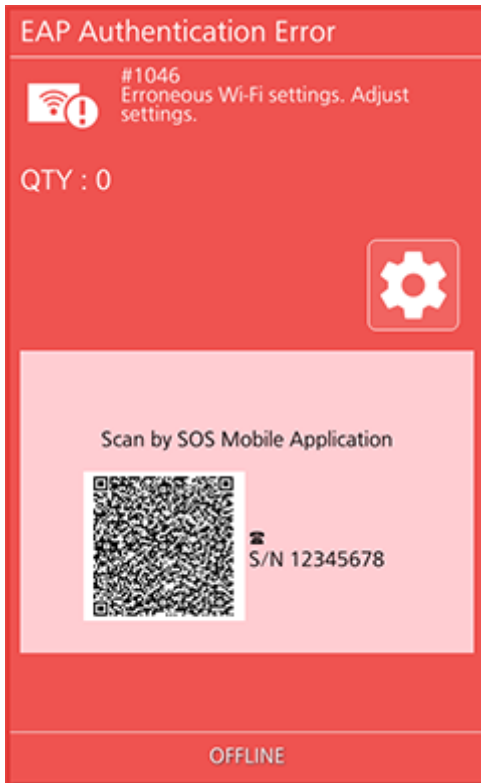 EAP Authentication Error
#1046
Erroneous Wi-Fi settings. Adjust
settings.
QTY : 0
Scan by SOS Mobile Application
☎
S/N 12345678
OFFLINE